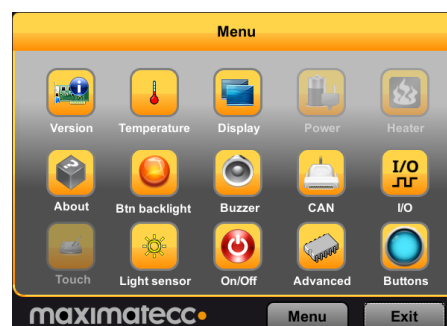 Menu
Version Temperature Display Power Heater
I/O
About Btn backlight Buzzer CAN I/O
Touch Light sensor On/Off Advanced Buttons
maximatecc Menu Exit